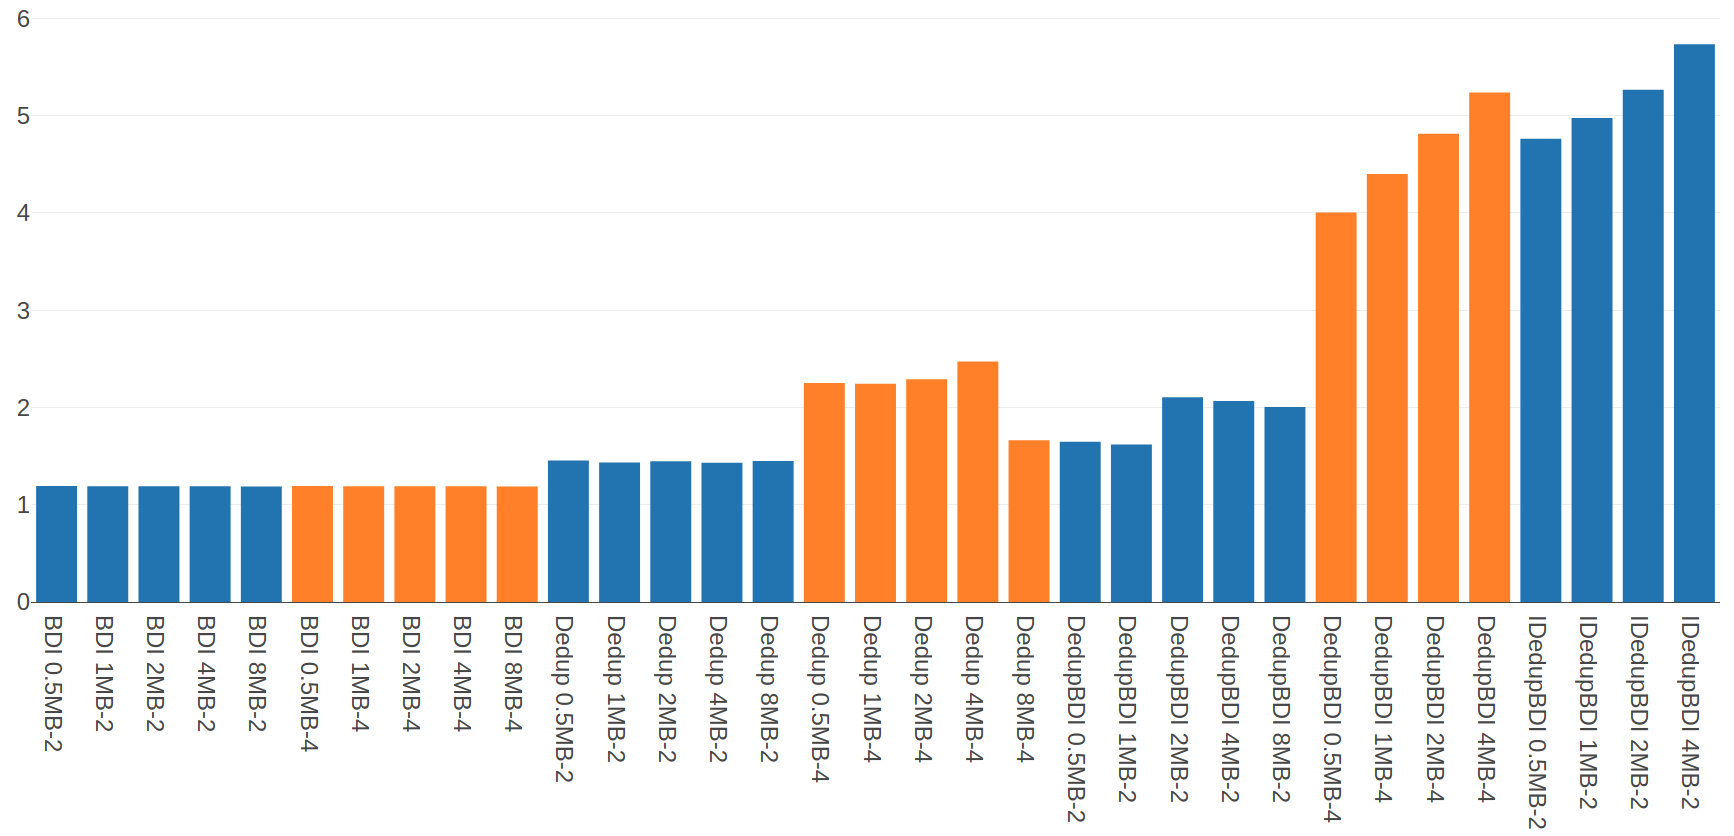 6
5
4
3
2
1
0
BDI 0.5MB-2
BDI 1MB-2
BDI 2MB-2
BDI 4MB-2
BDI 8MB-2
BDI 0.5MB-4
BDI 1MB-4
BDI 2MB-4
BDI 4MB-4
BDI 8MB-4
Dedup 0.5MB-2
Dedup 1MB-2
Dedup 2MB-2
Dedup 4MB-2
Dedup 8MB-2
Dedup 0.5MB-4
Dedup 1MB-4
Dedup 2MB-4
Dedup 4MB-4
Dedup 8MB-4
DedupBDI 0.5MB-2
DedupBDI 1MB-2
DedupBDI 2MB-2
DedupBDI 4MB-2
DedupBDI 8MB-2
DedupBDI 0.5MB-4
DedupBDI 1MB-4
DedupBDI 2MB-4
DedupBDI 4MB-4
IDedupBDI 0.5MB-2
IDedupBDI 1MB-2
IDedupBDI 2MB-2
IDedupBDI 4MB-2